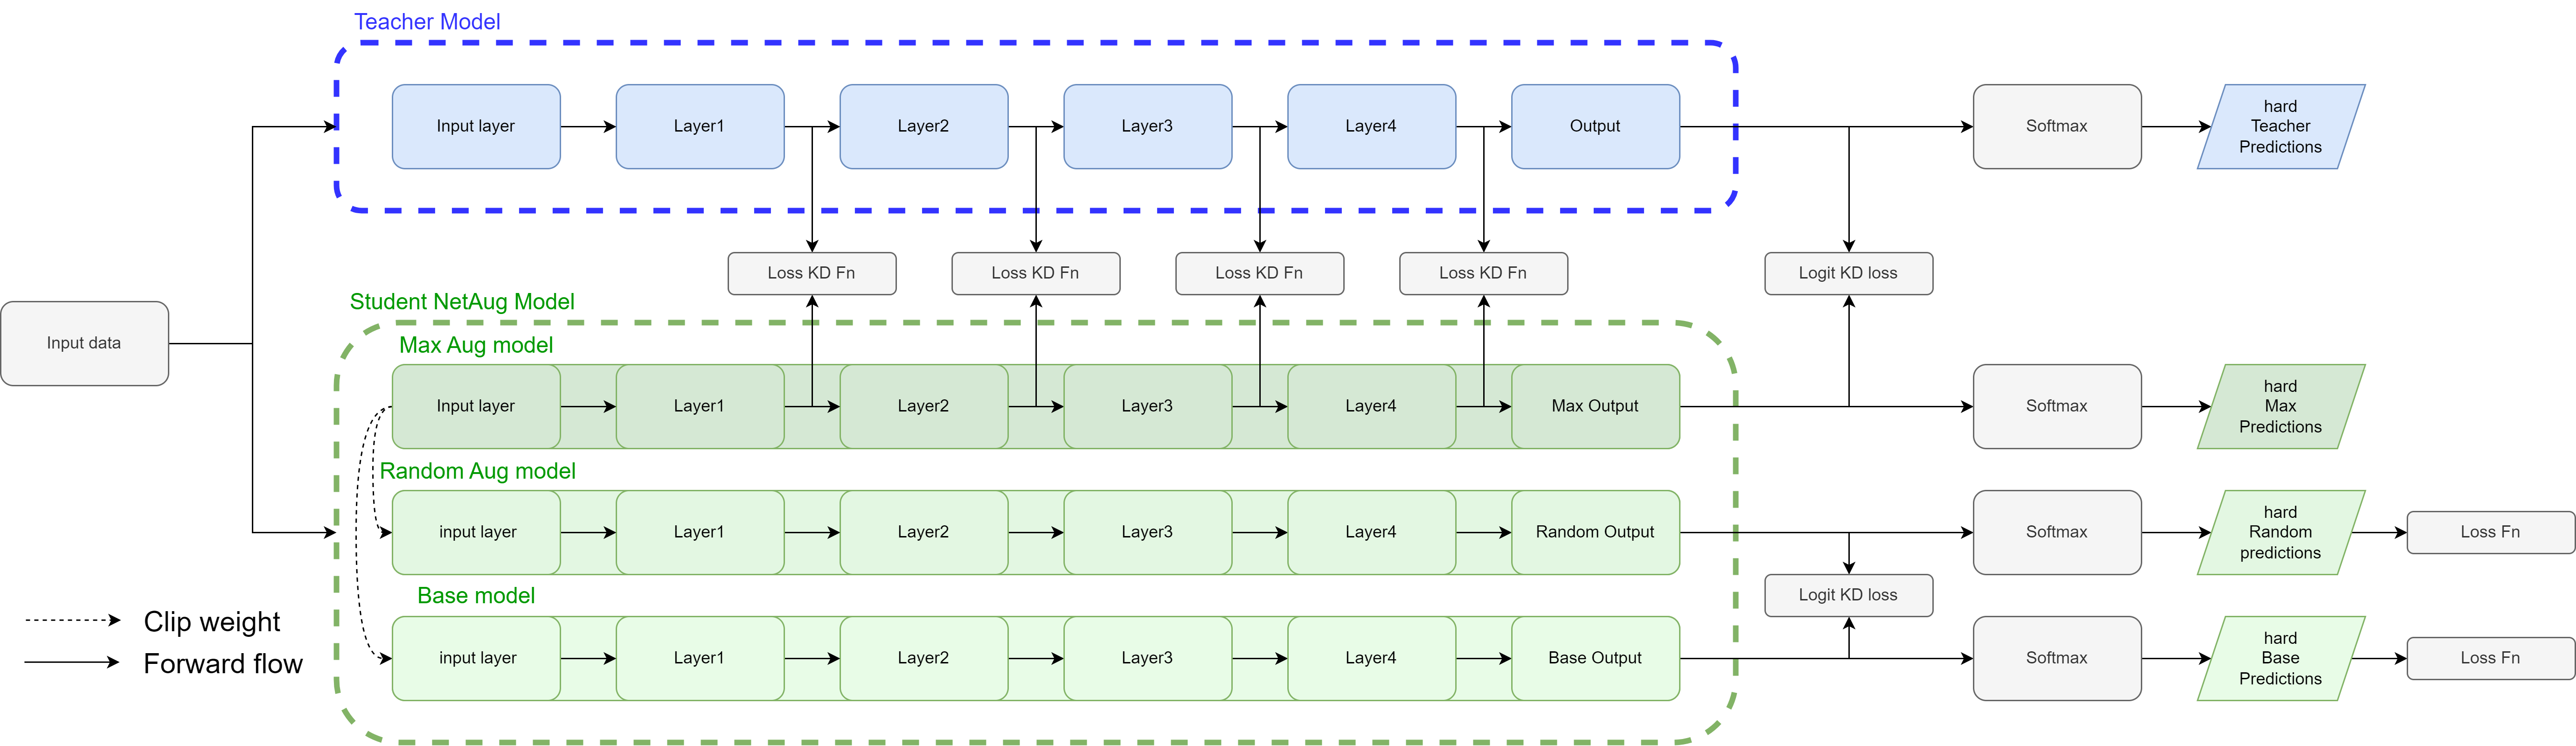 Teacher Model
Input layer
Layer1
Layer2
Layer3
Layer4
Output
Softmax
hard
Teacher
Predictions
Loss KD Fn
Loss KD Fn
Loss KD Fn
Loss KD Fn
Logit KD loss
Student NetAug Model
Input data
Max Aug model
Input layer
Layer1
Layer2
Layer3
Layer4
Max Output
Softmax
hard
Max
Predictions
Random Aug model
input layer
Layer1
Layer2
Layer3
Layer4
Random Output
Softmax
hard
Random
predictions
Loss Fn
Logit KD loss
Base model
input layer
Layer1
Layer2
Layer3
Layer4
Base Output
Softmax
hard
Base
Predictions
Loss Fn
Clip weight
Forward flow